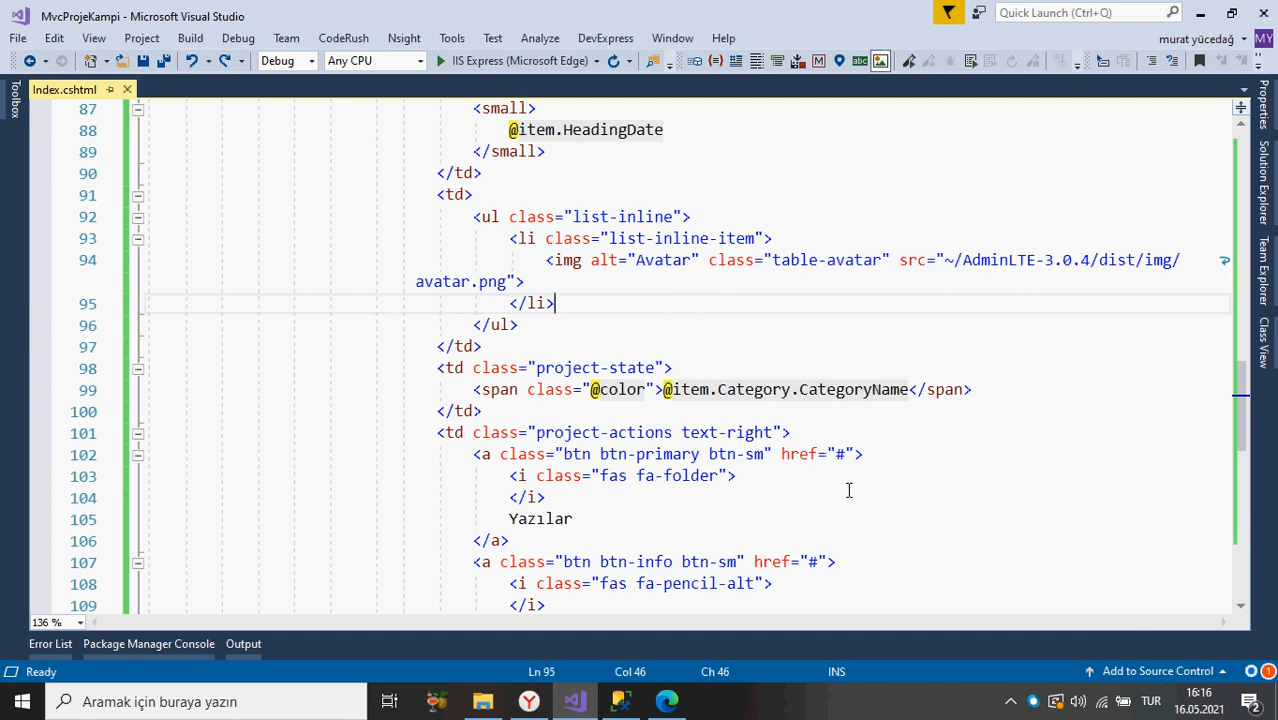 MvcProjeKampi - Microsoft Visual Studio
Quick Launch (Ctrl+Q)
File Edit View Project Build Debug Team CodeRush Nsight Tools Test Analyze DevExpress Window Help
murat yücedağ MY
Debug Any CPU IIS Express (Microsoft Edge)
Index.cshtml
Toolbox
Properties
Solution Explorer
Team Explorer
Class View
87 <small>
88 @item.HeadingDate
89 </small>
90 </td>
91 <td>
92 <ul class="list-inline">
93 <li class="list-inline-item">
94 <img alt="Avatar" class="table-avatar" src="~/AdminLTE-3.0.4/dist/img/
avatar.png">
95 </li>
96 </ul>
97 </td>
98 <td class="project-state">
99 <span class="@color">@item.Category.CategoryName</span>
100 </td>
101 <td class="project-actions text-right">
102 <a class="btn btn-primary btn-sm" href="#">
103 <i class="fas fa-folder">
104 </i>
105 Yazılar
106 </a>
107 <a class="btn btn-info btn-sm" href="#">
108 <i class="fas fa-pencil-alt">
109 </i>
136 %
Error List Package Manager Console Output
Ready Ln 95 Col 46 Ch 46 INS Add to Source Control 1
Aramak için buraya yazın
TUR
16:16
16.05.2021
2